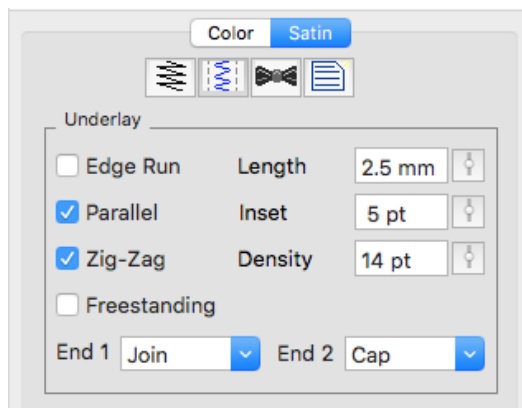 Color Satin
Underlay
Edge Run Length 2.5 mm
Parallel Inset 5 pt
Zig-Zag Density 14 pt
Freestanding
End 1 Join End 2 Cap